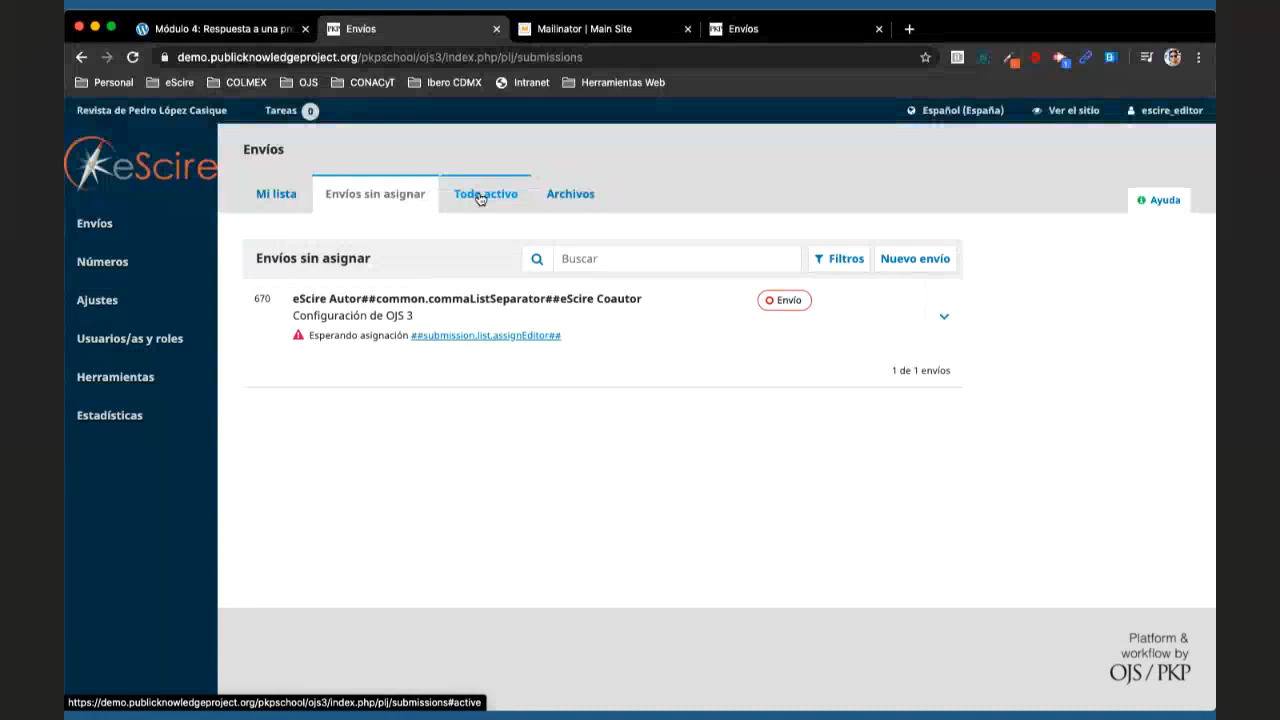 Módulo 4: Respuesta a una pr
Envíos
Mailinator | Main Site
Envíos
demo.publicknowledgeproject.org/pkpschool/ojs3/index.php/plj/submissions
Personal
eScire
COLMEX
OJS
CONACyT
Ibero CDMX
Intranet
Herramientas Web
Revista de Pedro López Casique
Tareas 0
Español (España)
Ver el sitio
escire_editor
eScire
Envíos
Números
Ajustes
Usuarios/as y roles
Herramientas
Estadísticas
Envíos
Mi lista
Envíos sin asignar
Todo activo
Archivos
Ayuda
Envíos sin asignar
Buscar
Filtros
Nuevo envío
670
eScire Autor##common.commaListSeparator##eScire Coautor
Envío
Configuración de OJS 3
Esperando asignación ##submission.list.assignEditor##
1 de 1 envíos
Platform &
workflow by
OJS / PKP
https://demo.publicknowledgeproject.org/pkpschool/ojs3/index.php/plj/submissions#active